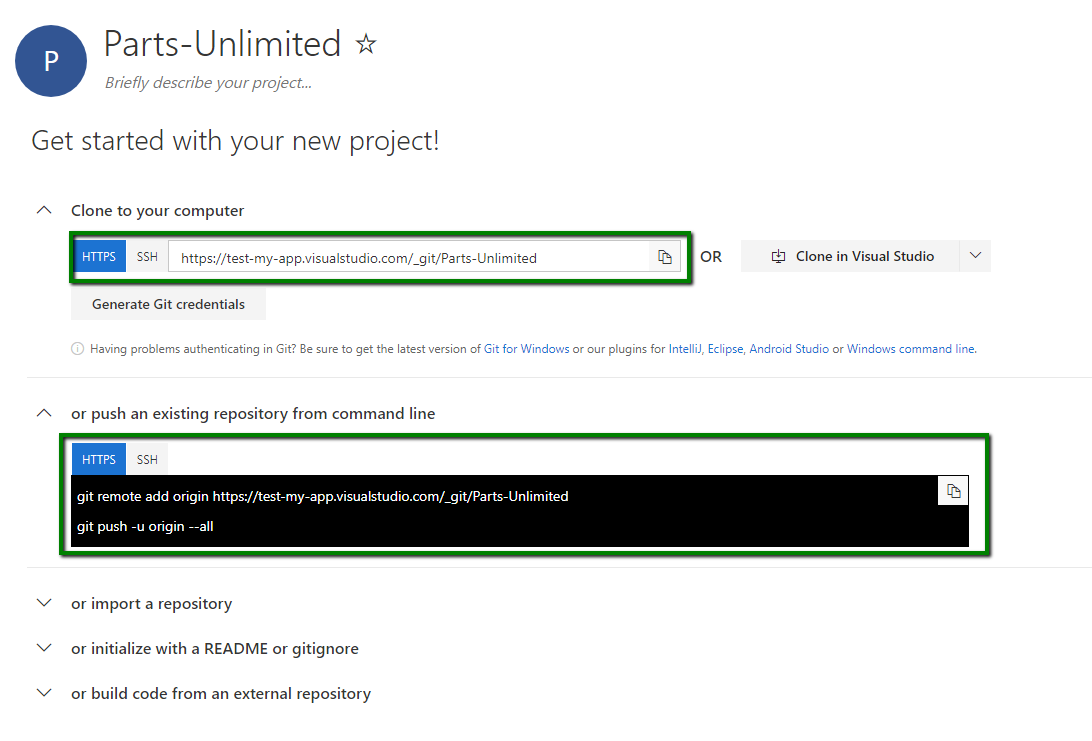 P
Parts-Unlimited
Briefly describe your project...
Get started with your new project!
Clone to your computer
HTTPS SSH https://test-my-app.visualstudio.com/_git/Parts-Unlimited OR Clone in Visual Studio
Generate Git credentials
Having problems authenticating in Git? Be sure to get the latest version of Git for Windows or our plugins for IntelliJ, Eclipse, Android Studio or Windows command line.
or push an existing repository from command line
HTTPS SSH
git remote add origin https://test-my-app.visualstudio.com/_git/Parts-Unlimited
git push -u origin --all
or import a repository
or initialize with a README or gitignore
or build code from an external repository